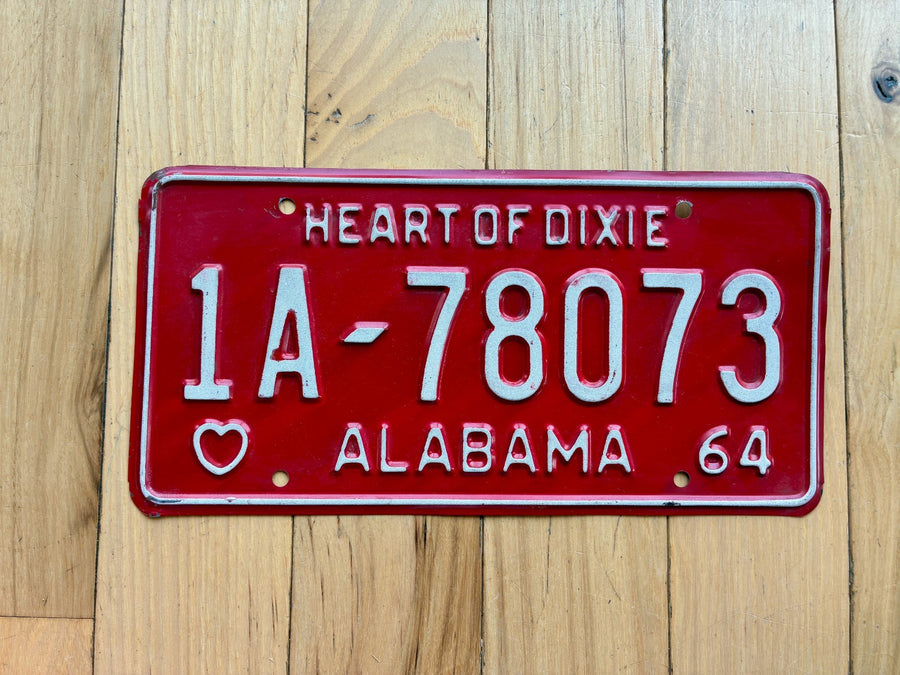 HEART OF DIXIE
1A-78073
ALABAMA 64